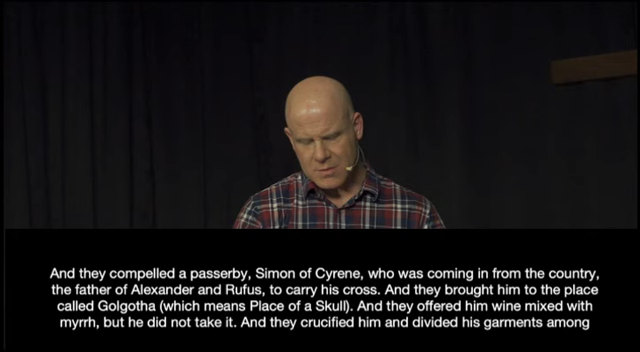 And they compelled a passerby, Simon of Cyrene, who was coming in from the country,
the father of Alexander and Rufus, to carry his cross. And they brought him to the place
called Golgotha (which means Place of a Skull). And they offered him wine mixed with
myrrh, but he did not take it. And they crucified him and divided his garments among